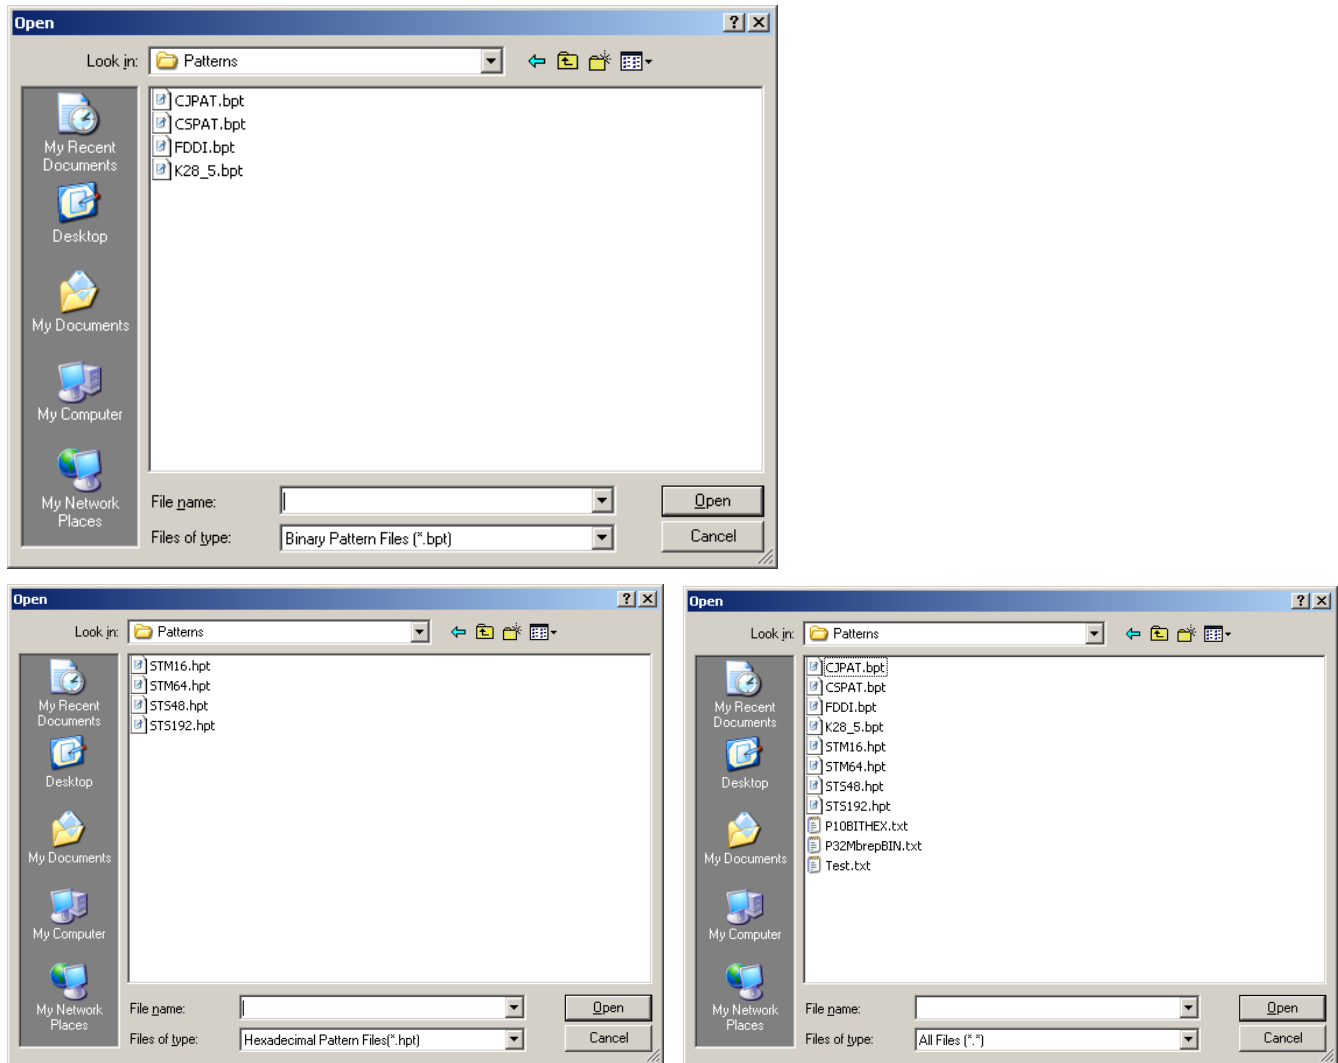 Open
Look in: Patterns
CJPAT.bpt
CSPAT.bpt
FDDI.bpt
K28_5.bpt
My Recent
Documents
Desktop
My Documents
My Computer
My Network
Places
File name:
Open
Files of type: Binary Pattern Files (*.bpt)
Cancel
Open
Look in: Patterns
STM16.hpt
STM64.hpt
STS48.hpt
STS192.hpt
My Recent
Documents
Desktop
My Documents
My Computer
My Network
Places
File name:
Open
Files of type: Hexadecimal Pattern Files(*.hpt)
Cancel
Open
Look in: Patterns
CJPAT.bpt
CSPAT.bpt
FDDI.bpt
K28_5.bpt
STM16.hpt
STM64.hpt
STS48.hpt
STS192.hpt
P10BITHEX.txt
P32MbrepBIN.txt
Test.txt
My Recent
Documents
Desktop
My Documents
My Computer
My Network
Places
File name:
Open
Files of type: All Files (*.*)
Cancel